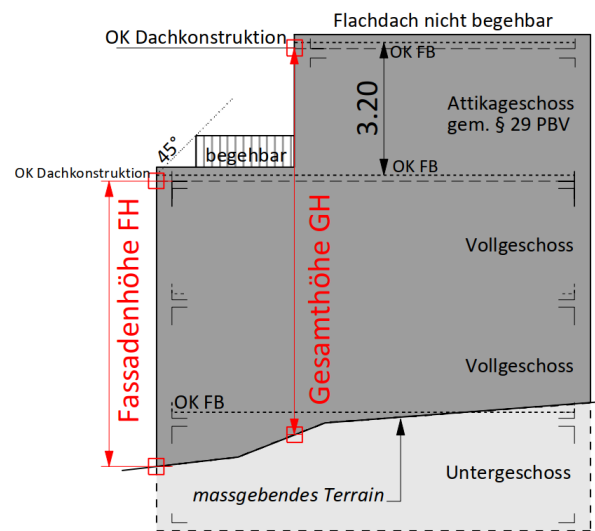 Flachdach nicht begehbar
OK Dachkonstruktion
OK FB
3.20
Attikageschoss
gem. § 29 PBV
45°
begehbar
OK FB
OK Dachkonstruktion
Fassadenhöhe FH
Gesamthöhe GH
Vollgeschoss
Vollgeschoss
OK FB
Untergeschoss
massgebendes Terrain